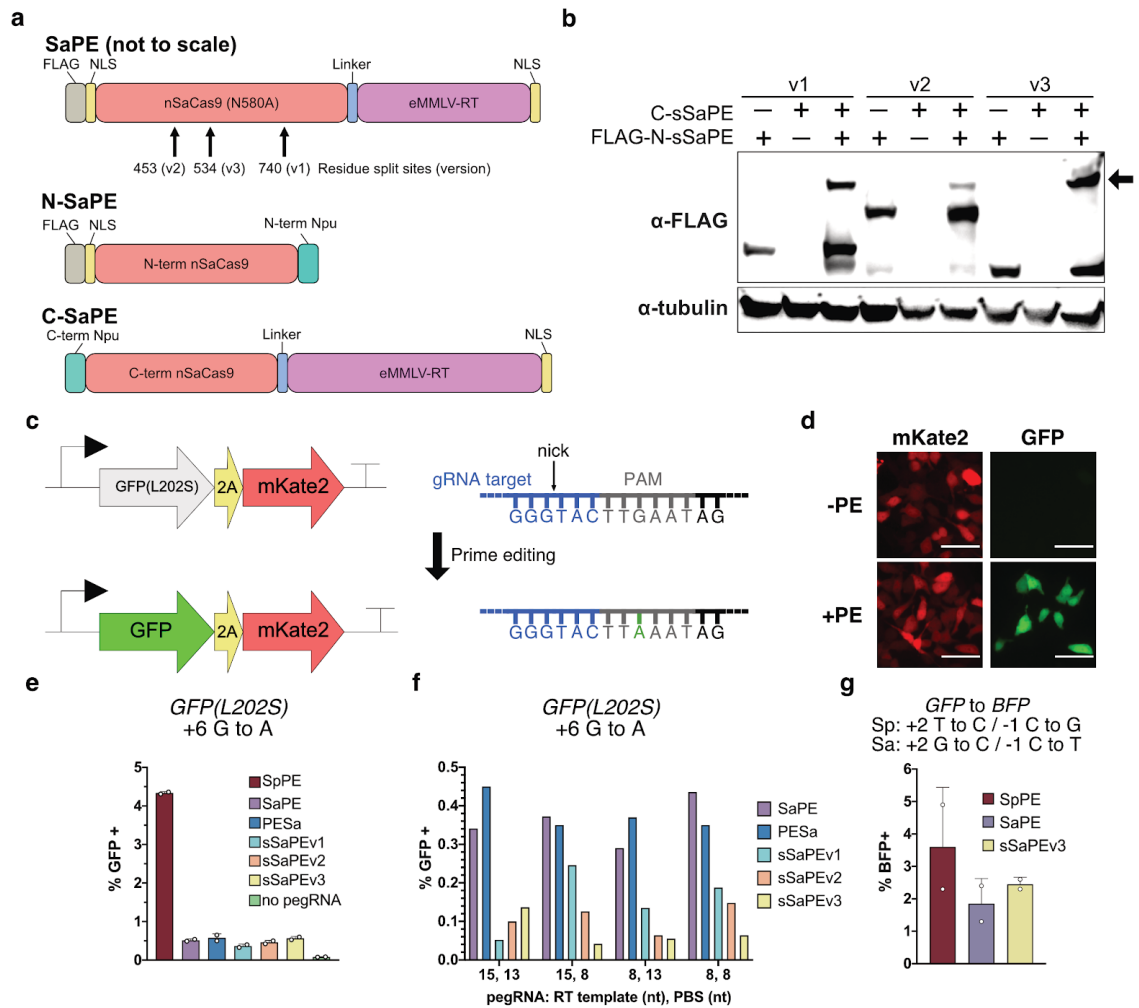 a
SaPE (not to scale)
FLAG NLS Linker NLS
nSaCas9 (N580A) eMMLV-RT
453 (v2) 534 (v3) 740 (v1) Residue split sites (version)
N-SaPE
FLAG NLS N-term Npu
N-term nSaCas9
C-SaPE
C-term Npu Linker NLS
C-term nSaCas9 eMMLV-RT
b
v1 v2 v3
C-sSaPE − + + − + + − + +
FLAG-N-sSaPE + − + + − + + − +
α-FLAG
α-tubulin
c
GFP(L202S) 2A mKate2
nick
gRNA target PAM
GGGTACTTGAATAG
Prime editing
GFP 2A mKate2
GGGTACTTAAATAG
d
mKate2 GFP
-PE
+PE
e
GFP(L202S)
+6 G to A
% GFP +
5
4
3
2
1
0
SpPE
SaPE
PESa
sSaPEv1
sSaPEv2
sSaPEv3
no pegRNA
f
GFP(L202S)
+6 G to A
% GFP +
0.5
0.4
0.3
0.2
0.1
0.0
15, 13 15, 8 8, 13 8, 8
pegRNA: RT template (nt), PBS (nt)
SaPE
PESa
sSaPEv1
sSaPEv2
sSaPEv3
g
GFP to BFP
Sp: +2 T to C / -1 C to G
Sa: +2 G to C / -1 C to T
% BFP+
6
5
4
3
2
1
0
SpPE
SaPE
sSaPEv3